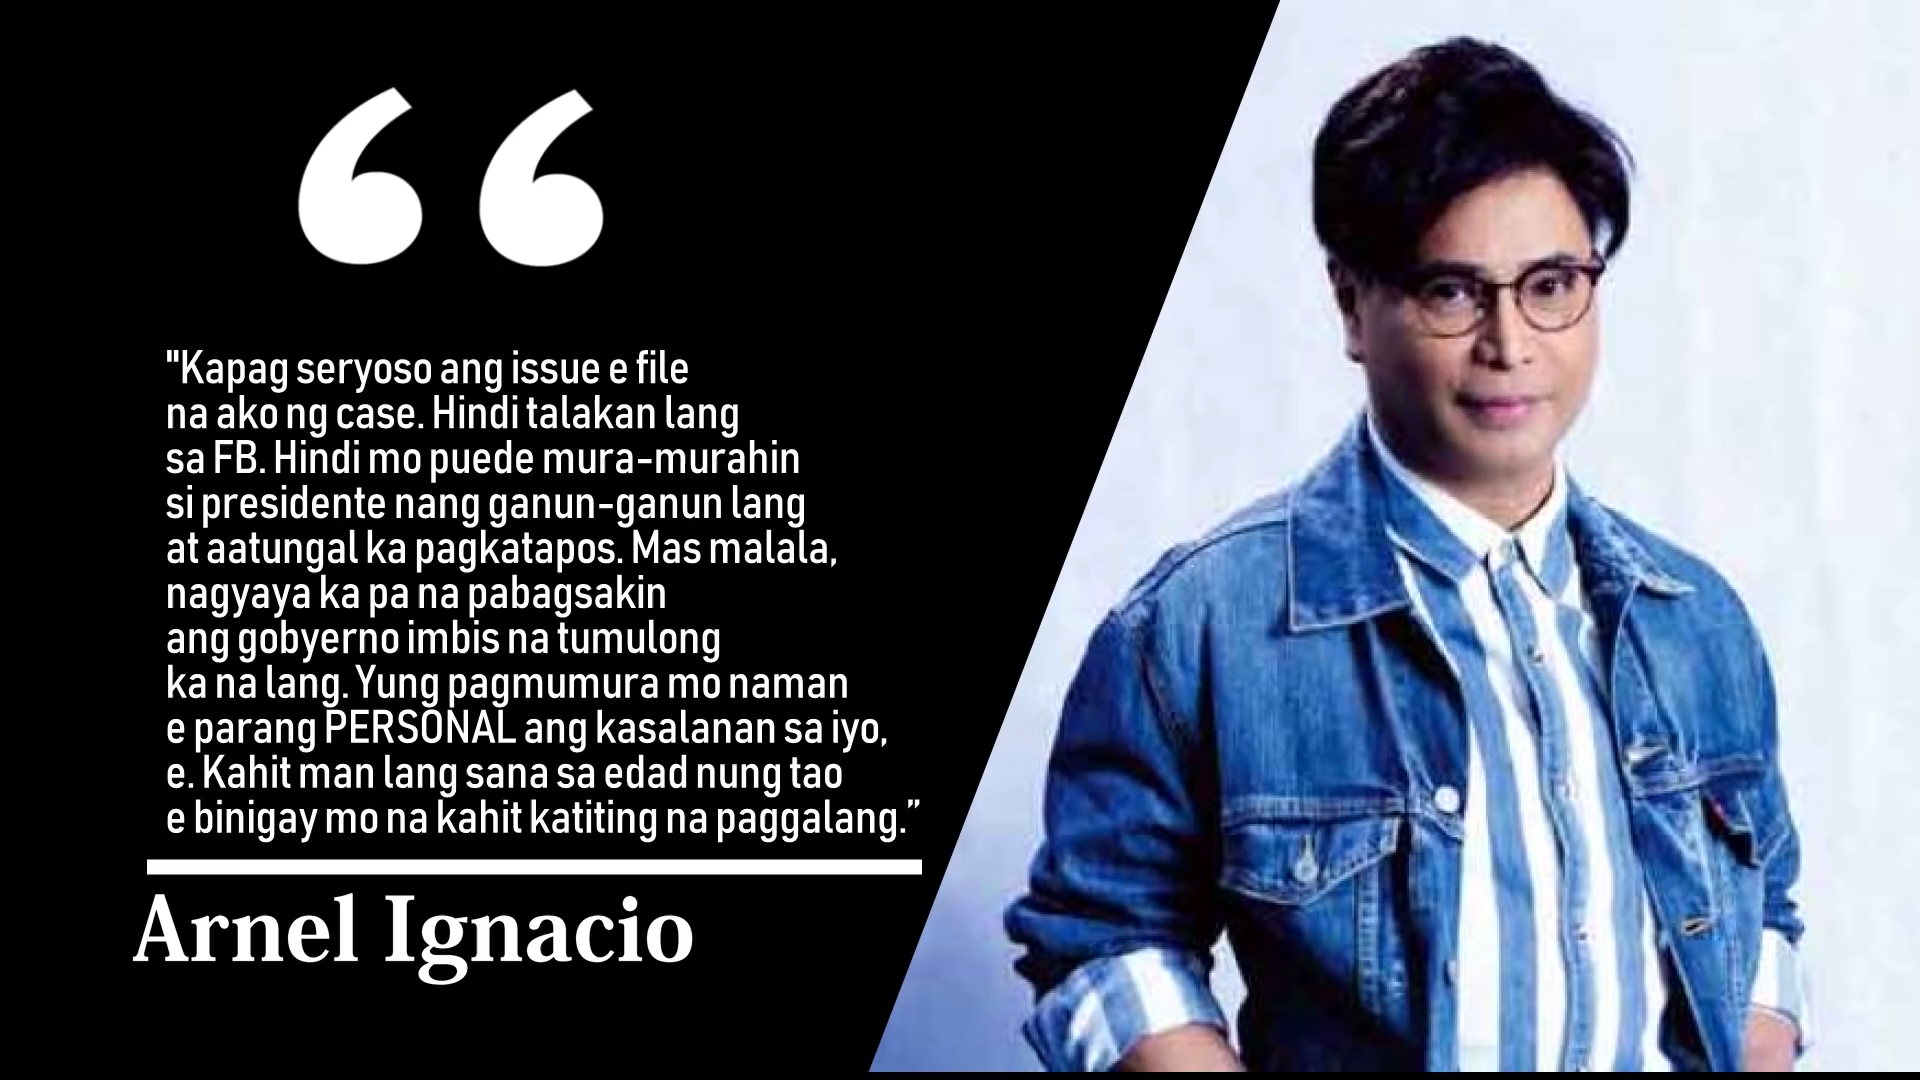 "Kapag seryoso ang issue e file
na ako ng case. Hindi talakan lang
sa FB. Hindi mo puede mura-murahin
si presidente nang ganun-ganun lang
at aatungal ka pagkatapos. Mas malala,
nagyaya ka pa na pabagsakin
ang gobyerno imbis na tumulong
ka na lang. Yung pagmumura mo naman
e parang PERSONAL ang kasalanan sa iyo,
e. Kahit man lang sana sa edad nung tao
e binigay mo na kahit katiting na paggalang.”
Arnel Ignacio